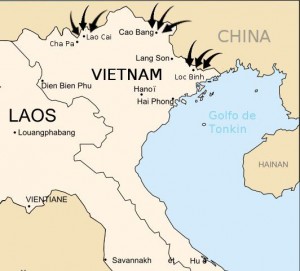 CHINA
Cao Bang
Lao Cai
Cha Pa
Lang Son
VIETNAM
Loc Binh
Dien Bien Phu
Hanoï
Hai Phong
LAOS
Golfo de
Tonkin
Louangphabang
HAINAN
VIENTIANE
Savannakh
Hu